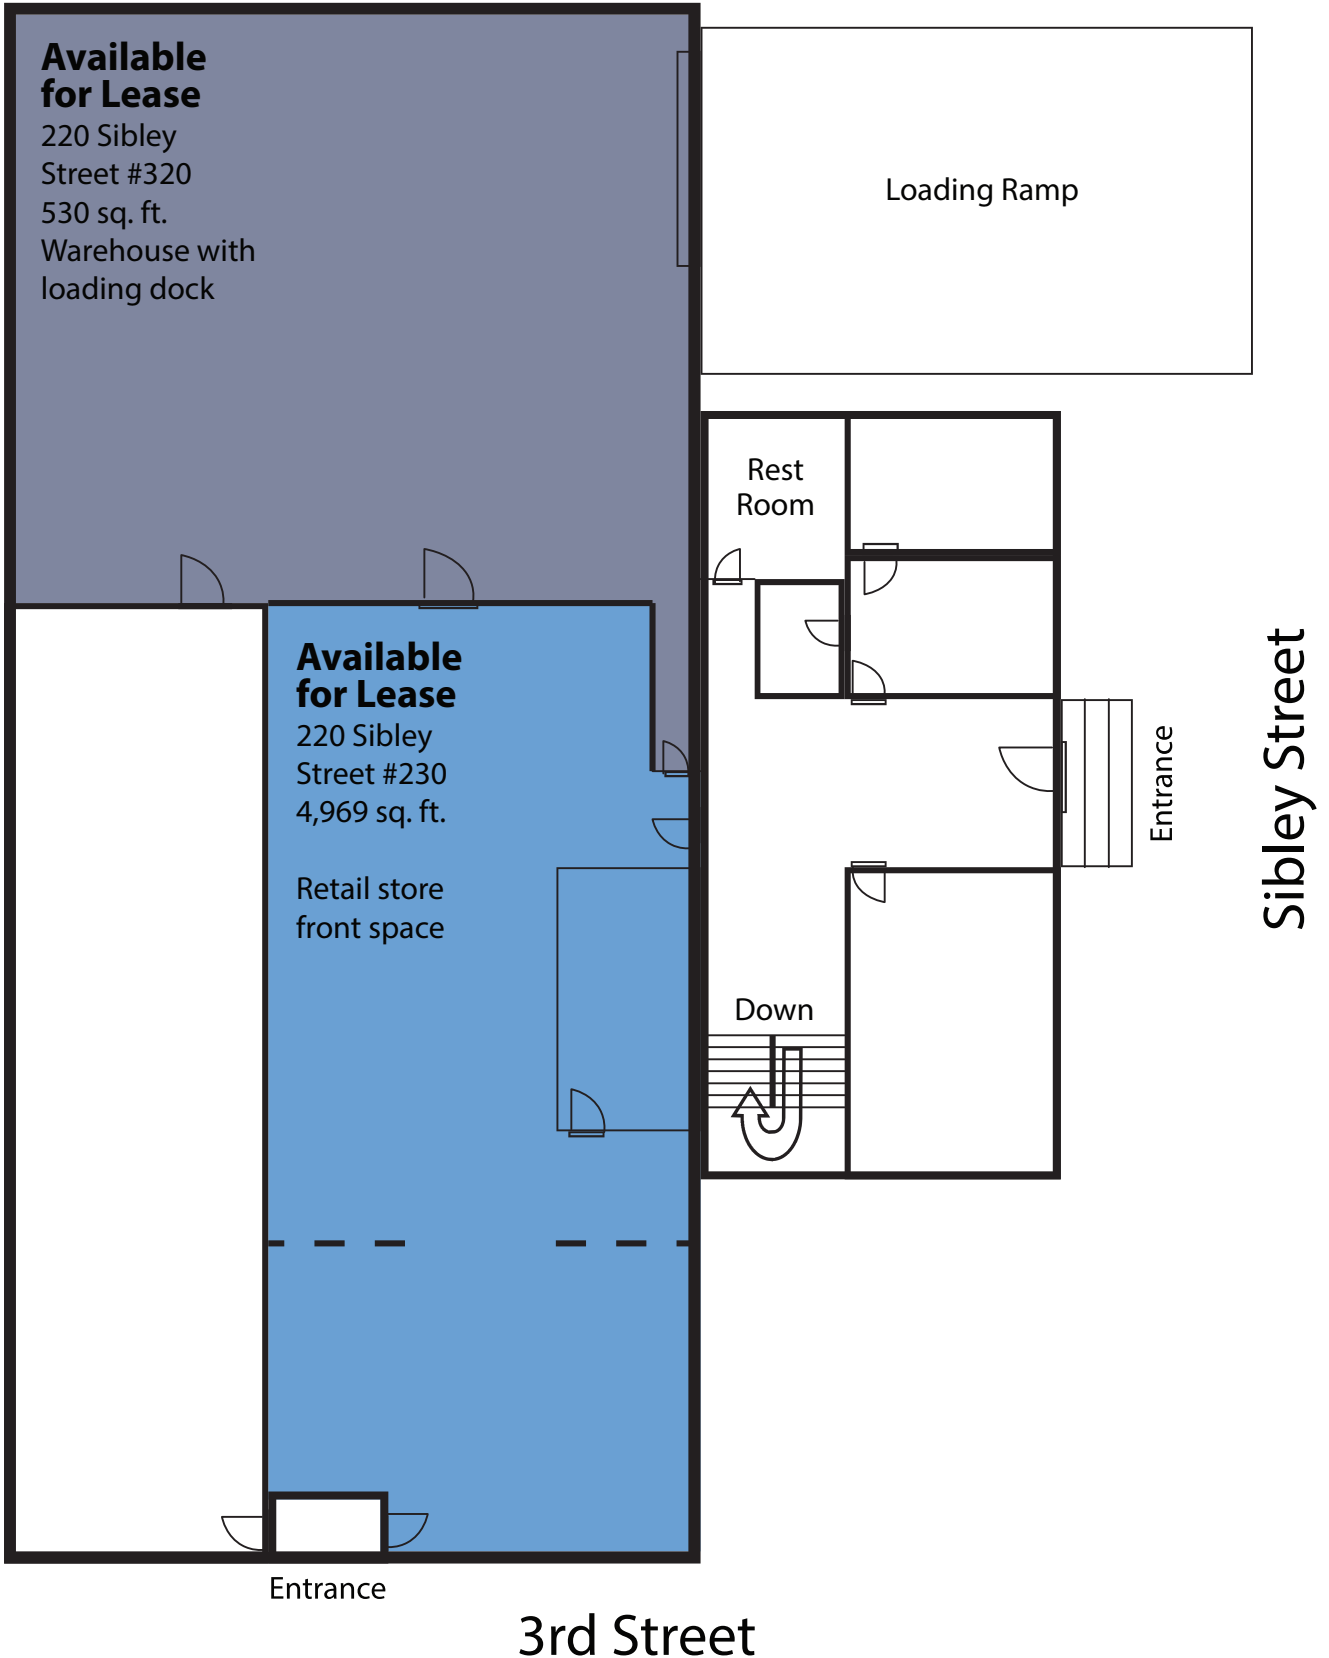 Available
for Lease
220 Sibley
Street #320
530 sq. ft.
Warehouse with
loading dock
Loading Ramp
Rest
Room
Available
for Lease
220 Sibley
Street #230
4,969 sq. ft.
Retail store
front space
Entrance
Sibley Street
Down
Entrance
3rd Street